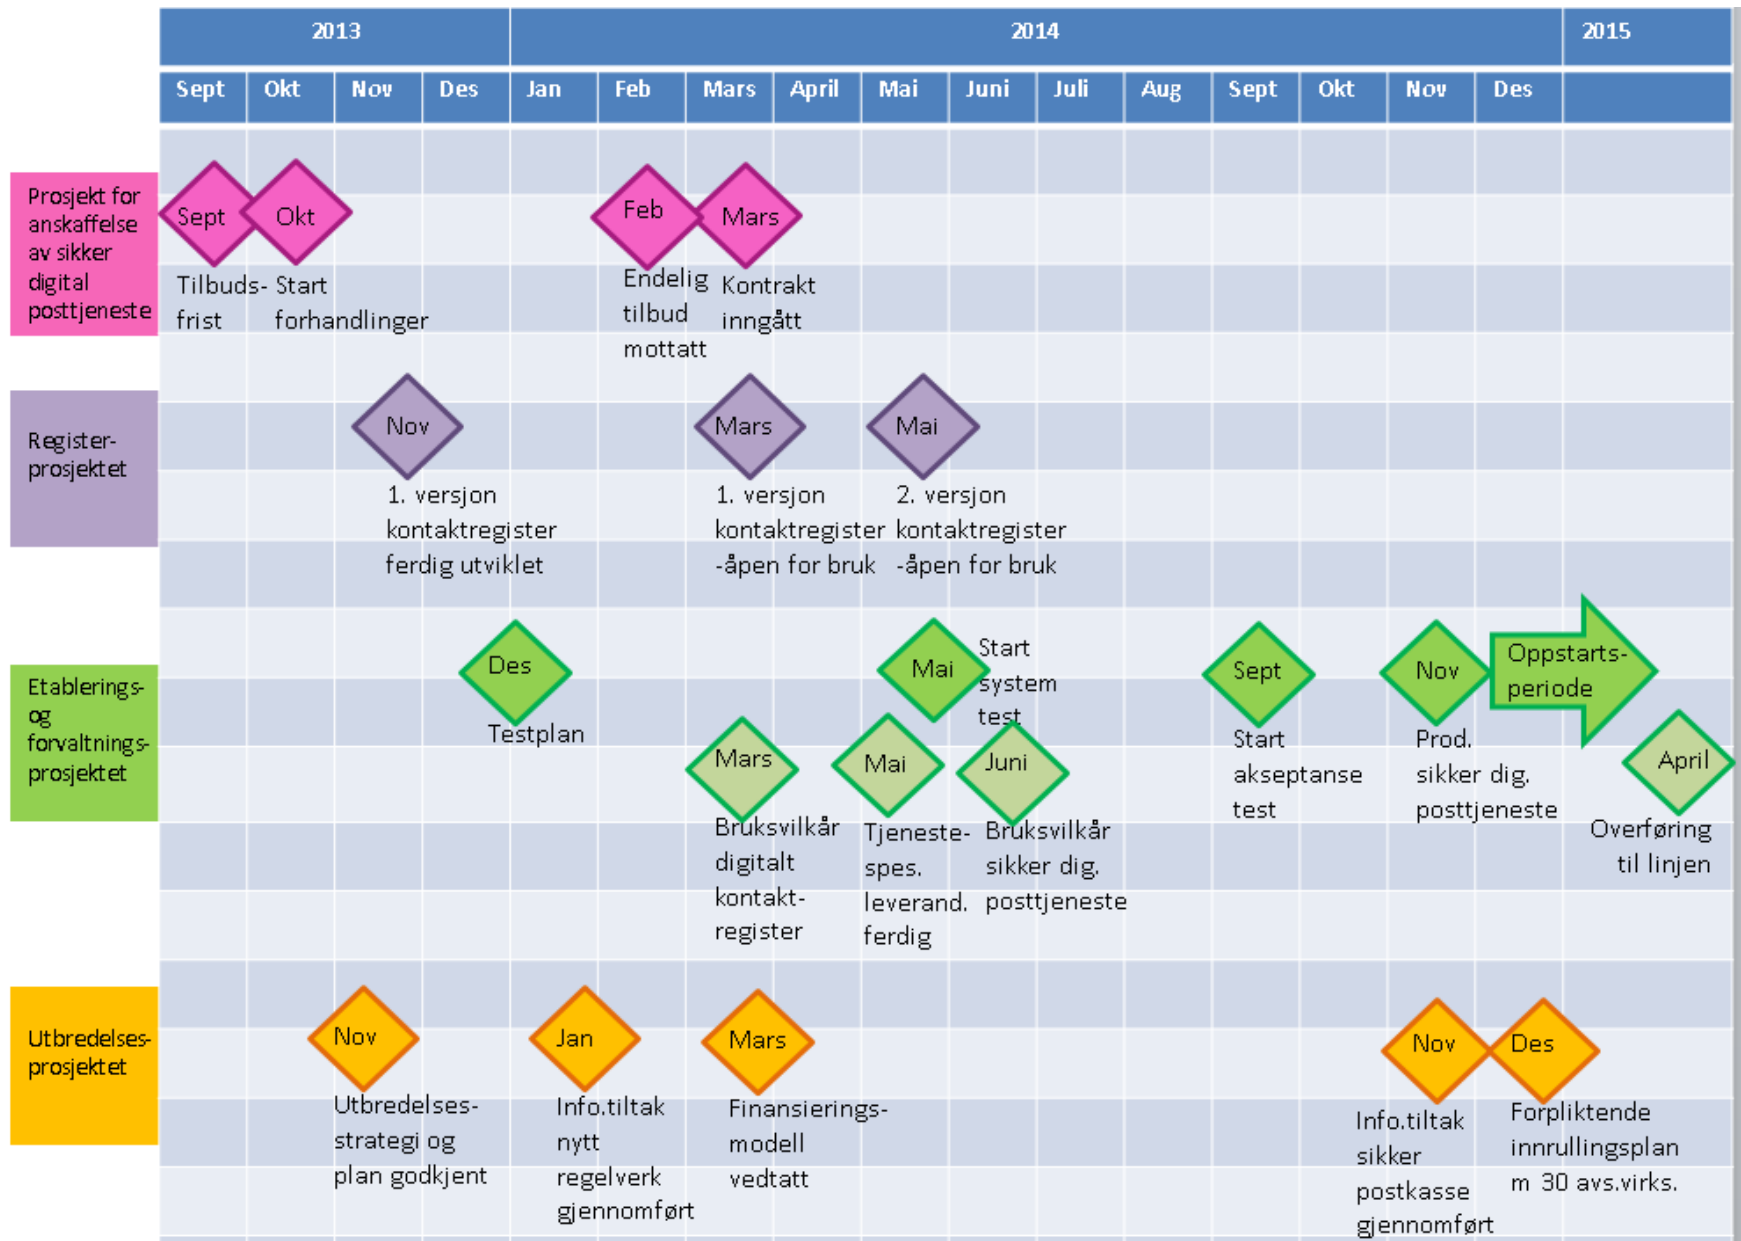 2013 2014 2015
Sept Okt Nov Des Jan Feb Mars April Mai Juni Juli Aug Sept Okt Nov Des
Prosjekt for
anskaffelse
av sikker
digital
posttjeneste
Sept
Tilbuds-
frist
Okt
Start
forhandlinger
Feb
Endelig
tilbud
mottatt
Mars
Kontrakt
inngått
Register-
prosjektet
Nov
1. versjon
kontaktregister
ferdig utviklet
Mars
1. versjon
kontaktregister
-åpen for bruk
Mai
2. versjon
kontaktregister
-åpen for bruk
Etablerings-
og
forvaltnings-
prosjektet
Des
Testplan
Mai
Start
system
test
Sept
Start
akseptanse
test
Nov
Prod.
sikker dig.
posttjeneste
Oppstarts-
periode
Mars
Bruksvilkår
digitalt
kontakt-
register
Mai
Tjeneste-
spes.
leverand.
ferdig
Juni
Bruksvilkår
sikker dig.
posttjeneste
April
Overføring
til linjen
Utbredelses-
prosjektet
Nov
Utbredelses-
strategi og
plan godkjent
Jan
Info.tiltak
nytt
regelverk
gjennomført
Mars
Finansierings-
modell
vedtatt
Nov
Info.tiltak
sikker
postkasse
gjennomført
Des
Forpliktende
innrullingsplan
m 30 avs.virks.